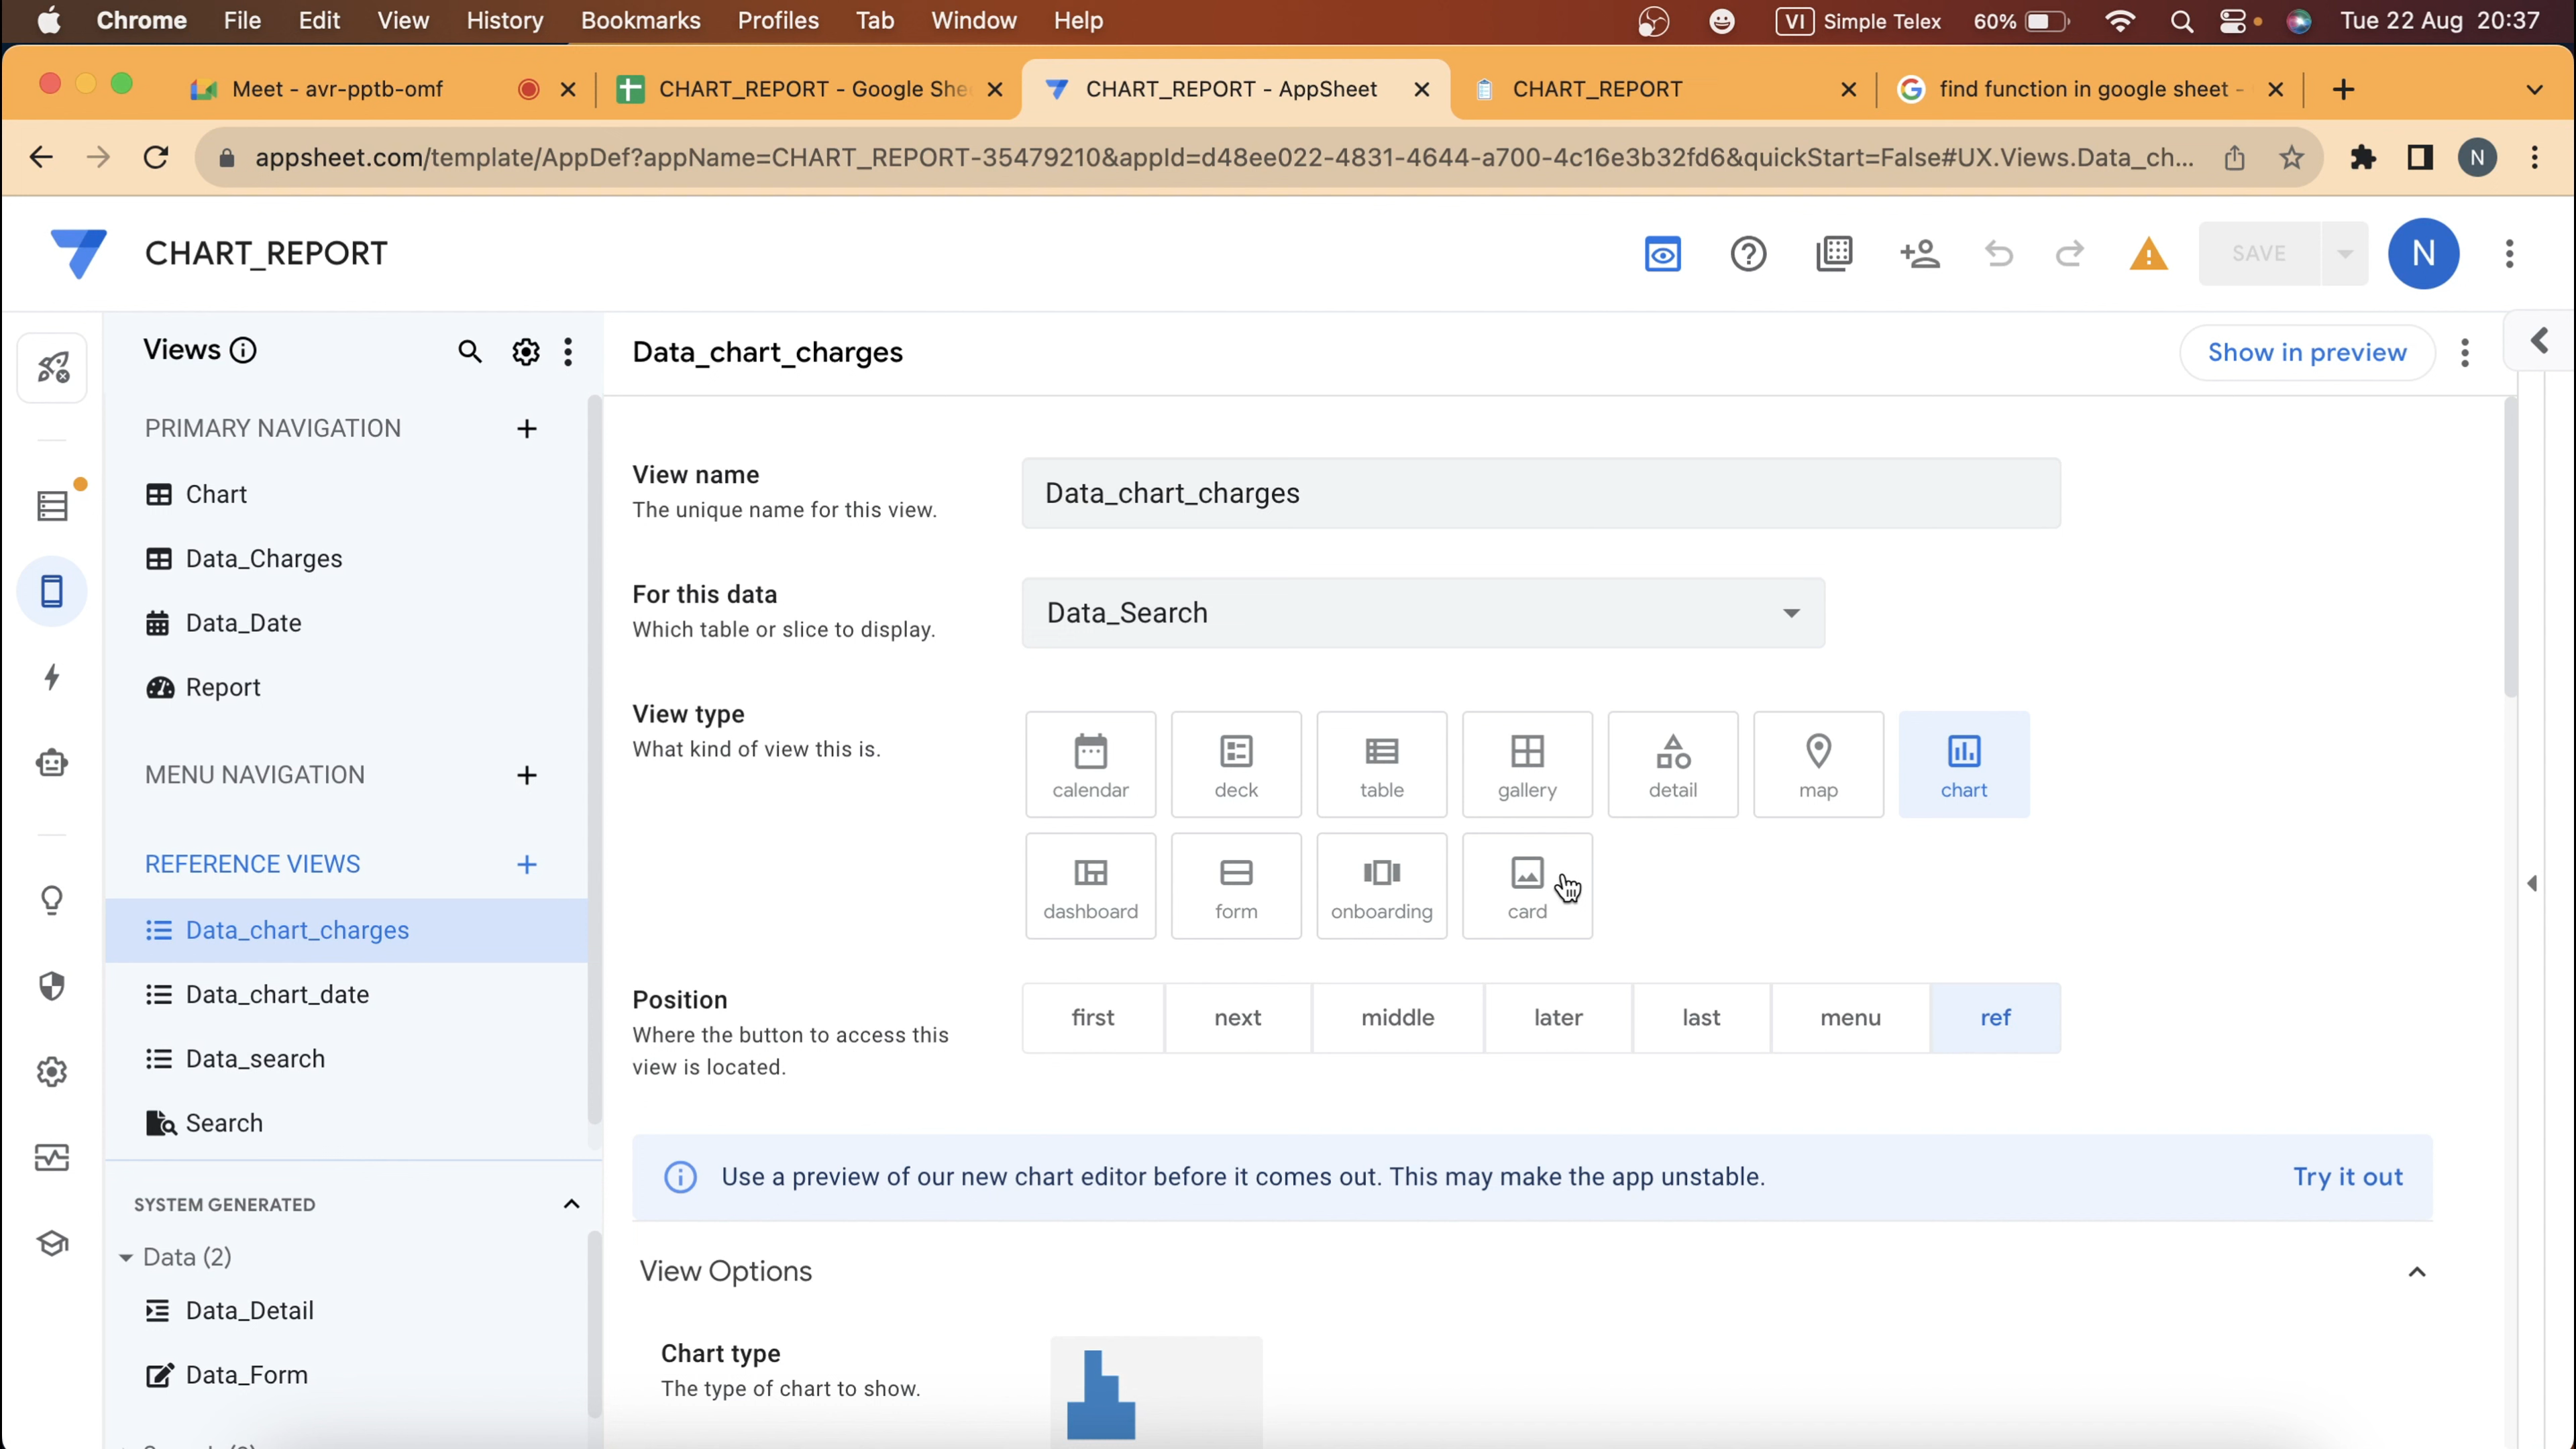 Chrome File Edit View History Bookmarks Profiles Tab Window Help VI Simple Telex 60% Tue 22 Aug 20:37
Meet - avr-pptb-omf CHART_REPORT - Google She CHART_REPORT - AppSheet CHART_REPORT find function in google sheet -
appsheet.com/template/AppDef?appName=CHART_REPORT-35479210&appId=d48ee022-4831-4644-a700-4c16e3b32fd6&quickStart=False#UX.Views.Data_ch... N
CHART_REPORT SAVE N
Views
PRIMARY NAVIGATION
Chart
Data_Charges
Data_Date
Report
MENU NAVIGATION
REFERENCE VIEWS
Data_chart_charges
Data_chart_date
Data_search
Search
SYSTEM GENERATED
Data (2)
Data_Detail
Data_Form
Data_chart_charges Show in preview
View name
The unique name for this view.
Data_chart_charges
For this data
Which table or slice to display.
Data_Search
View type
What kind of view this is.
calendar deck table gallery detail map chart
dashboard form onboarding card
Position
Where the button to access this
view is located.
first next middle later last menu ref
Use a preview of our new chart editor before it comes out. This may make the app unstable. Try it out
View Options
Chart type
The type of chart to show.